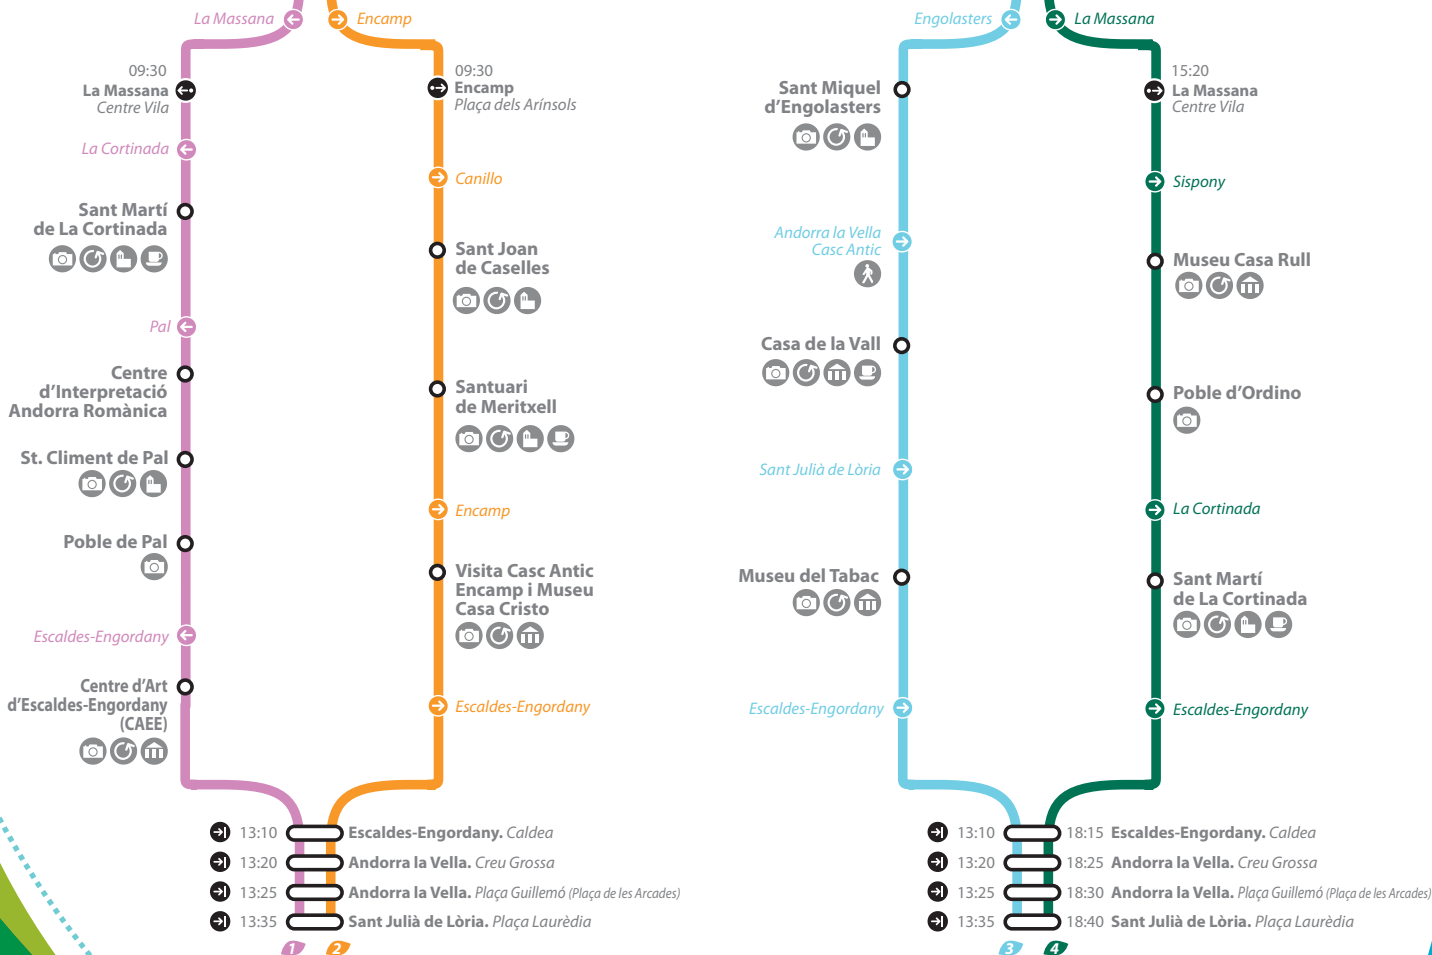 La Massana
Encamp
09:30
La Massana
Centre Vila
La Cortinada
Sant Martí
de La Cortinada
Pal
Centre
d'Interpretació
Andorra Romànica
St. Climent de Pal
Poble de Pal
Escaldes-Engordany
Centre d'Art
d'Escaldes-Engordany
(CAEE)
09:30
Encamp
Plaça dels Arínsols
Canillo
Sant Joan
de Caselles
Santuari
de Meritxell
Encamp
Visita Casc Antic
Encamp i Museu
Casa Cristo
Escaldes-Engordany
13:10 Escaldes-Engordany. Caldea
13:20 Andorra la Vella. Creu Grossa
13:25 Andorra la Vella. Plaça Guillemó (Plaça de les Arcades)
13:35 Sant Julià de Lòria. Plaça Laurèdia
1 2
Engolasters
La Massana
Sant Miquel
d'Engolasters
Andorra la Vella
Casc Antic
Casa de la Vall
Sant Julià de Lòria
Museu del Tabac
Escaldes-Engordany
15:20
La Massana
Centre Vila
Sispony
Museu Casa Rull
Poble d'Ordino
La Cortinada
Sant Martí
de La Cortinada
Escaldes-Engordany
13:10 18:15 Escaldes-Engordany. Caldea
13:20 18:25 Andorra la Vella. Creu Grossa
13:25 18:30 Andorra la Vella. Plaça Guillemó (Plaça de les Arcades)
13:35 18:40 Sant Julià de Lòria. Plaça Laurèdia
3 4